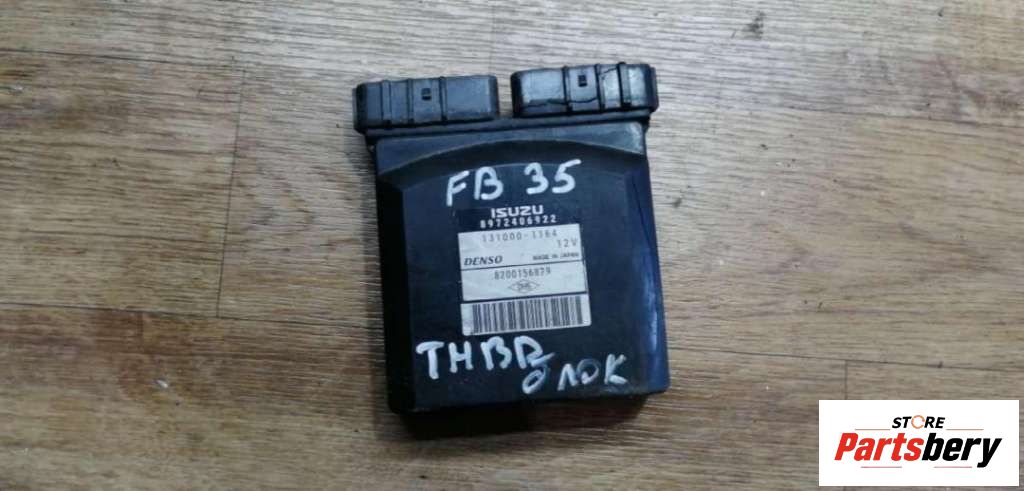 FB 35
ISUZU
8972406922
131000-1164
12V
DENSO
MADE IN JAPAN
8200156879
ТНВД
блок
STORE
Partsbery